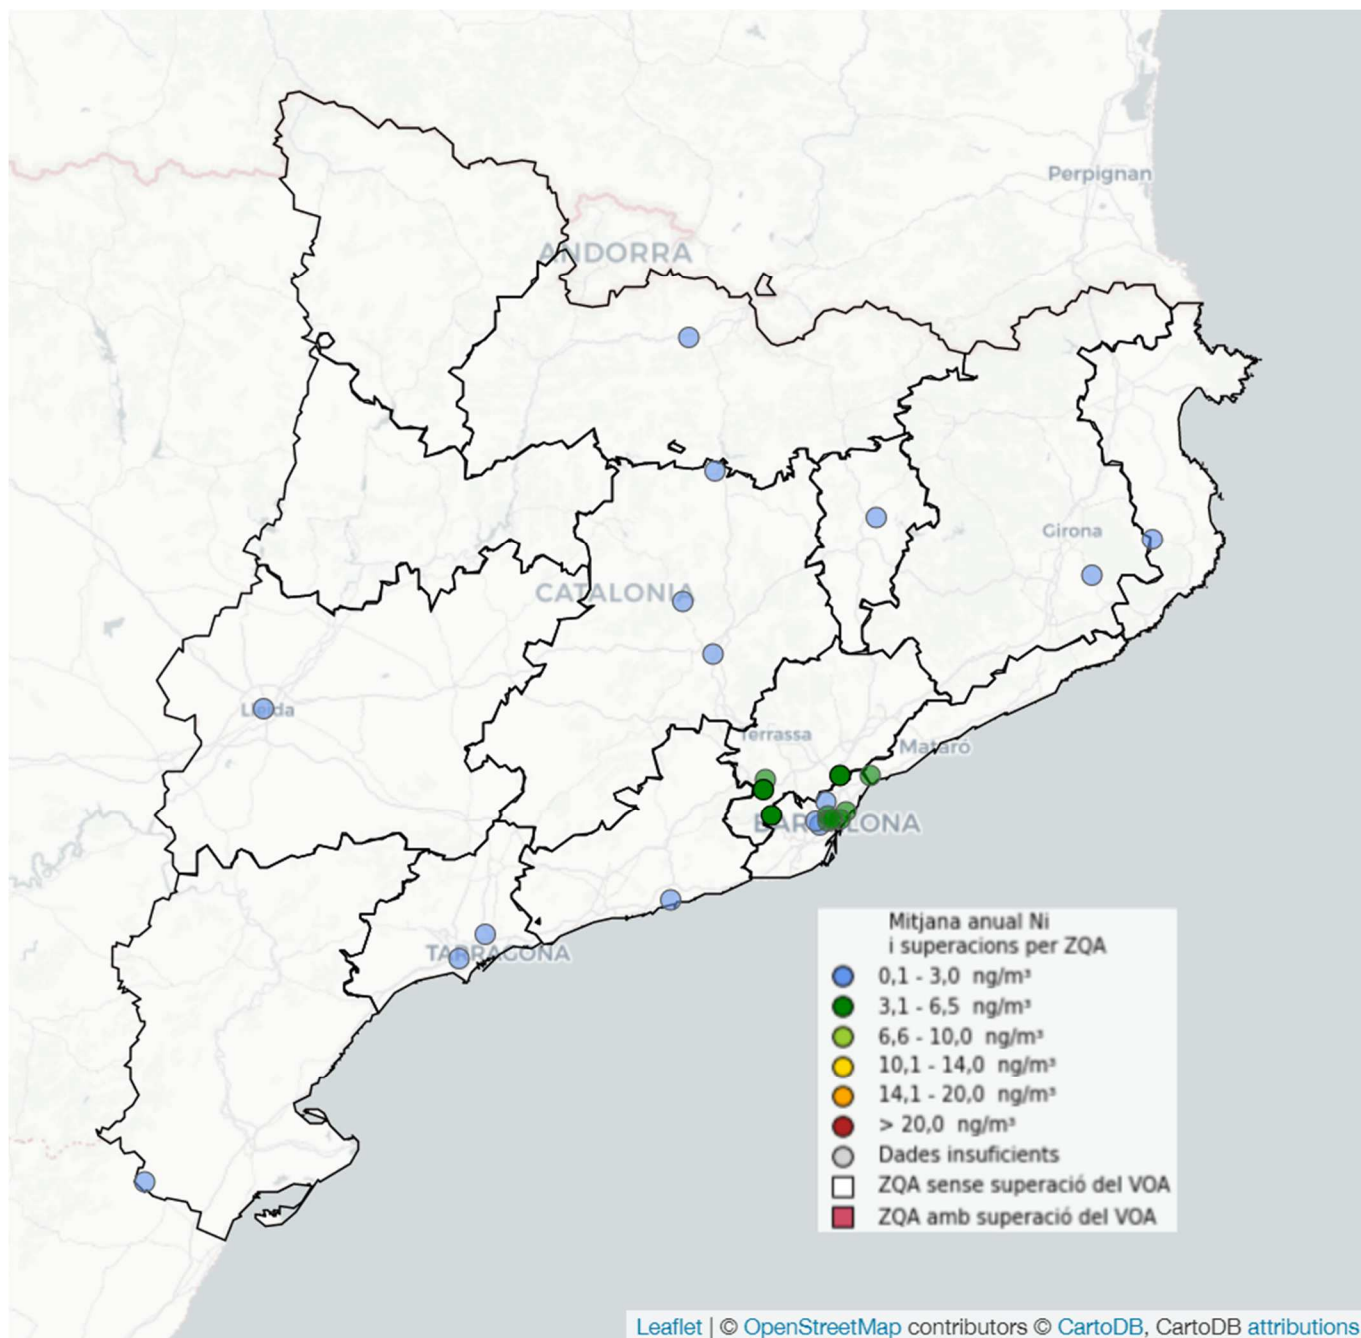 Perpignan
ANDORRA
Girona
CATALONIA
Lleida
Terrassa
Mataró
BARCELONA
TARRAGONA
Mitjana anual Ni
i superacions per ZQA
0,1 - 3,0 ng/m³
3,1 - 6,5 ng/m³
6,6 - 10,0 ng/m³
10,1 - 14,0 ng/m³
14,1 - 20,0 ng/m³
> 20,0 ng/m³
Dades insuficients
ZQA sense superació del VOA
ZQA amb superació del VOA
Leaflet | © OpenStreetMap contributors © CartoDB, CartoDB attributions